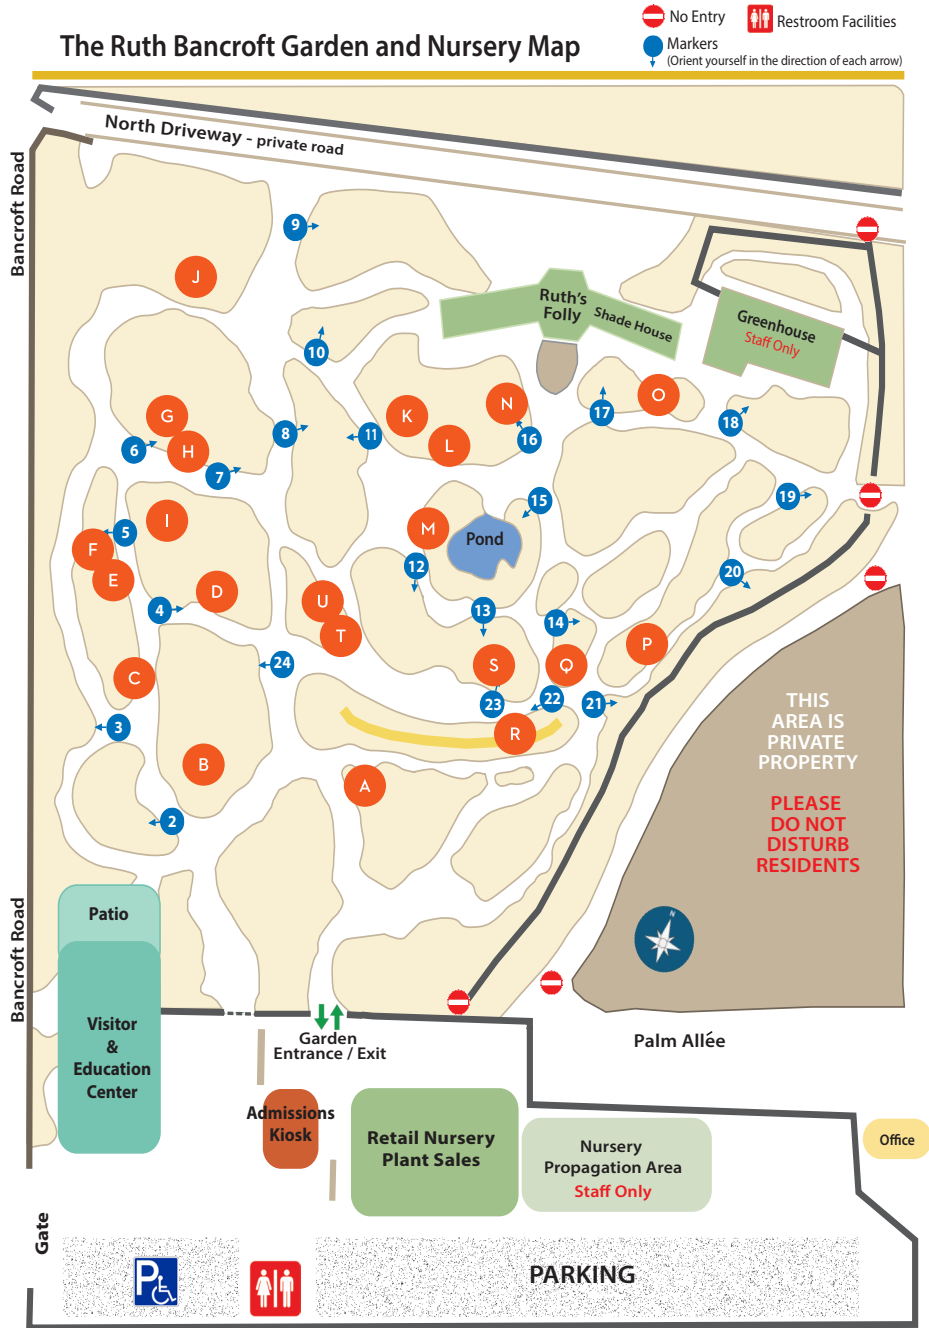 The Ruth Bancroft Garden and Nursery Map
No Entry
Restroom Facilities
Markers
(Orient yourself in the direction of each arrow)
North Driveway - private road
Bancroft Road
9
J
Ruth's
Folly
Shade House
Greenhouse
Staff Only
10
G
K
N
O
17
18
6
H
8
11
L
16
7
19
15
I
M
Pond
5
F
E
12
20
D
U
4
13
14
T
P
24
S
Q
C
23
22
21
3
R
THIS
AREA IS
PRIVATE
PROPERTY
PLEASE
DO NOT
DISTURB
RESIDENTS
B
A
2
Bancroft Road
Patio
N
Visitor
&
Education
Center
Garden
Entrance / Exit
Palm Allée
Admissions
Kiosk
Retail Nursery
Plant Sales
Nursery
Propagation Area
Staff Only
Office
Gate
P
PARKING